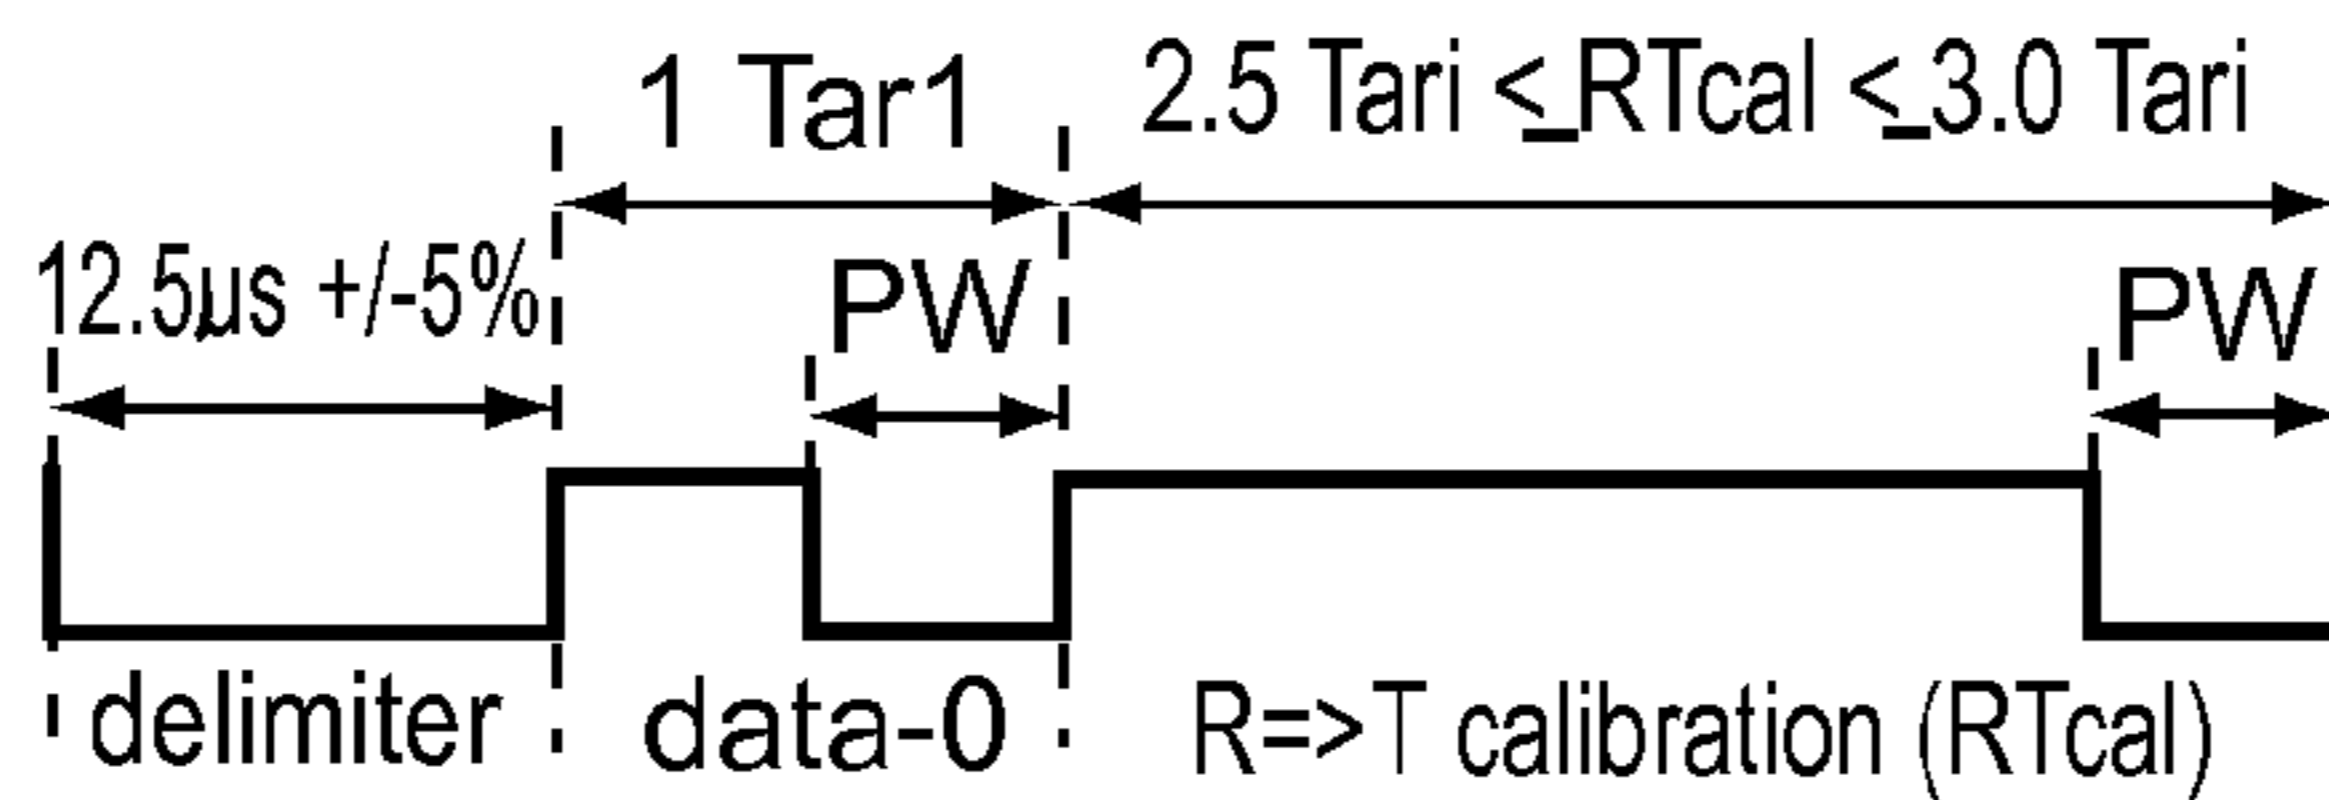 1 Tar1
2.5 Tari ≤ RTcal ≤ 3.0 Tari
12.5µs +/-5%
PW
PW
delimiter
data-0
R=>T calibration (RTcal)